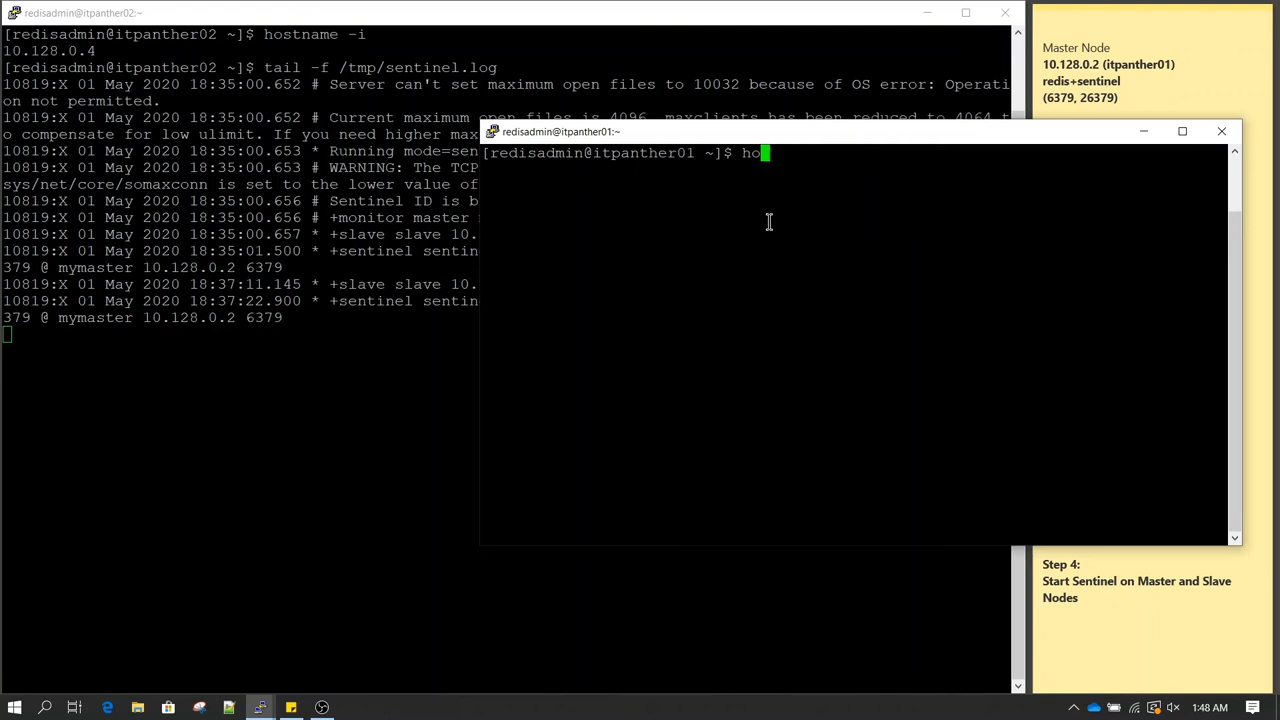 redisadmin@itpanther02:~
[redisadmin@itpanther02 ~]$ hostname -i
10.128.0.4
[redisadmin@itpanther02 ~]$ tail -f /tmp/sentinel.log
10819:X 01 May 2020 18:35:00.652 # Server can't set maximum open files to 10032 because of OS error: Operati
on not permitted.
10819:X 01 May 2020 18:35:00.652 # Current maximum open files is 4096. maxclients has been reduced to 4064 t
o compensate for low ulimit. If you need higher max
10819:X 01 May 2020 18:35:00.653 * Running mode=sen
10819:X 01 May 2020 18:35:00.653 # WARNING: The TCP
sys/net/core/somaxconn is set to the lower value of
10819:X 01 May 2020 18:35:00.656 # Sentinel ID is b
10819:X 01 May 2020 18:35:00.656 # +monitor master
10819:X 01 May 2020 18:35:00.657 * +slave slave 10.
10819:X 01 May 2020 18:35:01.500 * +sentinel sentin
379 @ mymaster 10.128.0.2 6379
10819:X 01 May 2020 18:37:11.145 * +slave slave 10.
10819:X 01 May 2020 18:37:22.900 * +sentinel sentin
379 @ mymaster 10.128.0.2 6379
redisadmin@itpanther01:~
[redisadmin@itpanther01 ~]$ ho
Master Node
10.128.0.2 (itpanther01)
redis+sentinel
(6379, 26379)
Step 4:
Start Sentinel on Master and Slave
Nodes
1:48 AM